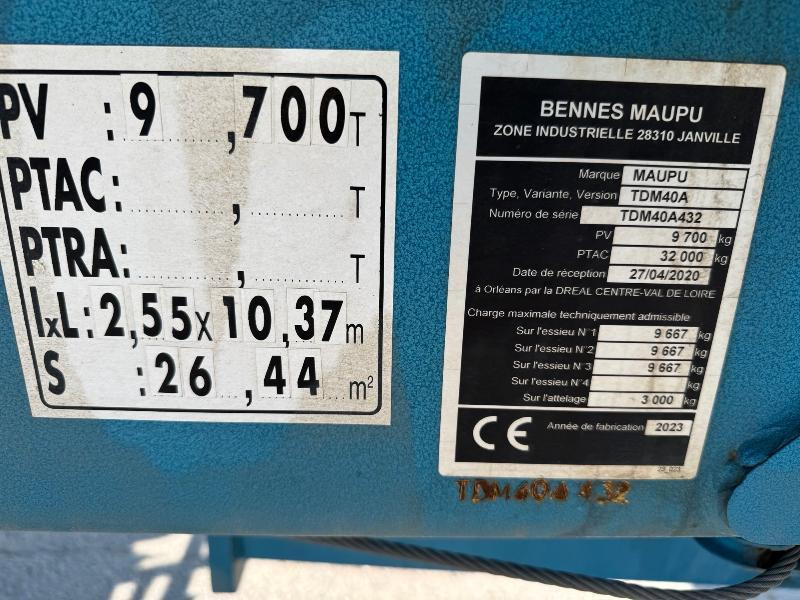 PV : 9 , 700 T
PTAC: , T
PTRA: , T
lxL: 2,55 x 10,37 m
S : 26 , 44 m²
BENNES MAUPU
ZONE INDUSTRIELLE 28310 JANVILLE
Marque MAUPU
Type, Variante, Version TDM40A
Numéro de série TDM40A432
PV 9 700 kg
PTAC 32 000 kg
Date de réception 27/04/2020
à Orléans par la DREAL CENTRE-VAL DE LOIRE
Charge maximale techniquement admissible
Sur l'essieu N°1 9 667 kg
Sur l'essieu N°2 9 667 kg
Sur l'essieu N°3 9 667 kg
Sur l'essieu N°4 kg
Sur l'attelage 3 000 kg
CE Année de fabrication 2023
TDM40A432